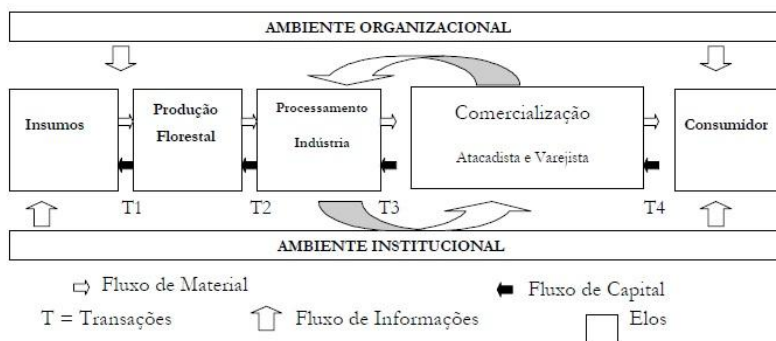 AMBIENTE ORGANIZACIONAL
Insumos
Produção
Florestal
Processamento
Indústria
Comercialização
Atacadista e Varejista
Consumidor
T1
T2
T3
T4
AMBIENTE INSTITUCIONAL
Fluxo de Material
Fluxo de Capital
T = Transações
Fluxo de Informações
Elos